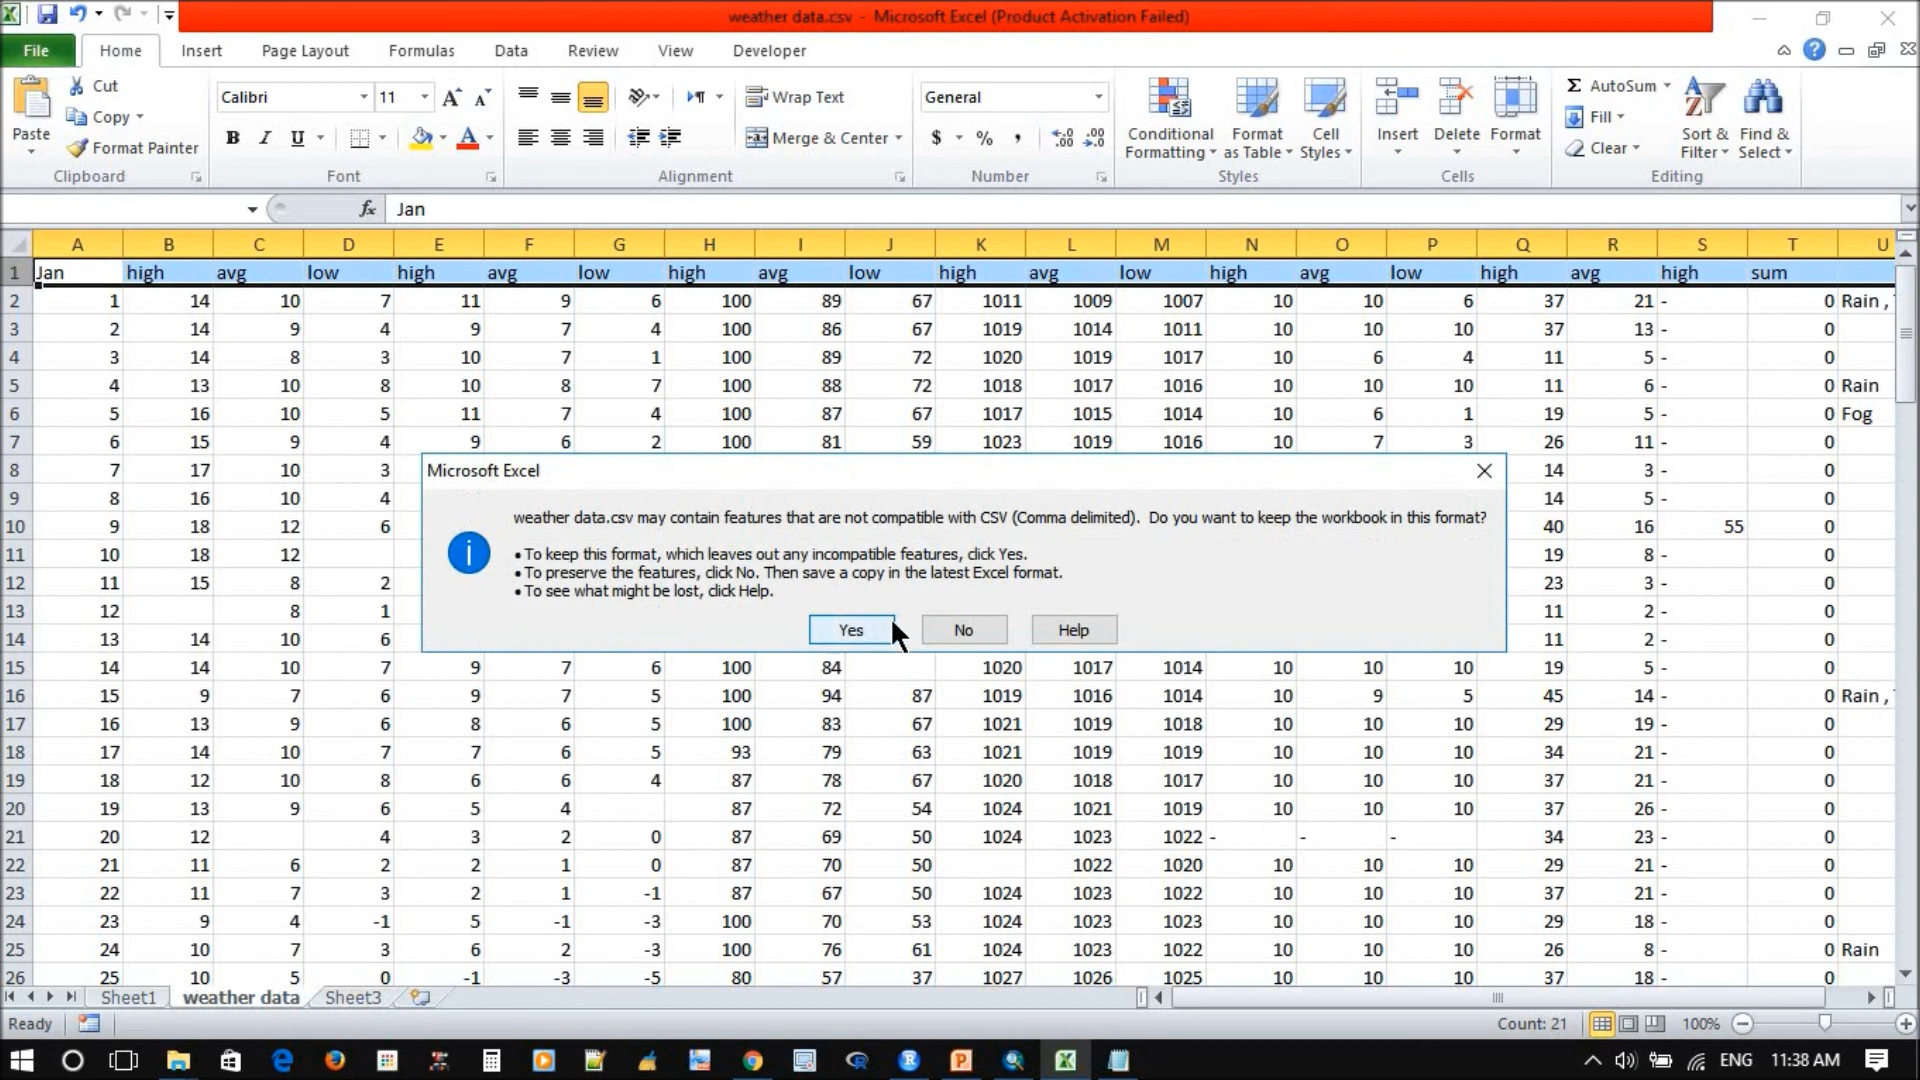 weather data.csv - Microsoft Excel (Product Activation Failed)
File Home Insert Page Layout Formulas Data Review View Developer
Cut
Copy
Format Painter
Paste
Clipboard
Calibri 11
B I U
Font
Wrap Text
Merge & Center
Alignment
General
$ % ,
Number
Conditional Formatting
Format as Table
Cell Styles
Styles
Insert Delete Format
Cells
Σ AutoSum
Fill
Clear
Sort & Filter
Find & Select
Editing
fx Jan
A B C D E F G H I J K L M N O P Q R S T U
1 Jan high avg low high avg low high avg low high avg low high avg low high avg high sum
2 1 14 10 7 11 9 6 100 89 67 1011 1009 1007 10 10 6 37 21 - 0 Rain ,
3 2 14 9 4 9 7 4 100 86 67 1019 1014 1011 10 10 10 37 13 - 0
4 3 14 8 3 10 7 1 100 89 72 1020 1019 1017 10 6 4 11 5 - 0
5 4 13 10 8 10 8 7 100 88 72 1018 1017 1016 10 10 10 11 6 - 0 Rain
6 5 16 10 5 11 7 4 100 87 67 1017 1015 1014 10 6 1 19 5 - 0 Fog
7 6 15 9 4 9 6 2 100 81 59 1023 1019 1016 10 7 3 26 11 - 0
8 7 17 10 3 14 3 - 0
9 8 16 10 4 14 5 - 0
10 9 18 12 6 40 16 55 0
11 10 18 12 19 8 - 0
12 11 15 8 2 23 3 - 0
13 12 8 1 11 2 - 0
14 13 14 10 6 11 2 - 0
15 14 14 10 7 9 7 6 100 84 1020 1017 1014 10 10 10 19 5 - 0
16 15 9 7 6 9 7 5 100 94 87 1019 1016 1014 10 9 5 45 14 - 0 Rain ,
17 16 13 9 6 8 6 5 100 83 67 1021 1019 1018 10 10 10 29 19 - 0
18 17 14 10 7 7 6 5 93 79 63 1021 1019 1019 10 10 10 34 21 - 0
19 18 12 10 8 6 6 4 87 78 67 1020 1018 1017 10 10 10 37 21 - 0
20 19 13 9 6 5 4 87 72 54 1024 1021 1019 10 10 10 37 26 - 0
21 20 12 4 3 2 0 87 69 50 1024 1023 1022 - - - 34 23 - 0
22 21 11 6 2 2 1 0 87 70 50 1022 1020 10 10 10 29 21 - 0
23 22 11 7 3 2 1 -1 87 67 50 1024 1023 1022 10 10 10 37 21 - 0
24 23 9 4 -1 5 -1 -3 100 70 53 1024 1023 1023 10 10 10 29 18 - 0
25 24 10 7 3 6 2 -3 100 76 61 1024 1023 1022 10 10 10 26 8 - 0 Rain
26 25 10 5 0 -1 -3 -5 80 57 37 1027 1026 1025 10 10 10 37 18 - 0
Microsoft Excel
weather data.csv may contain features that are not compatible with CSV (Comma delimited). Do you want to keep the workbook in this format?
• To keep this format, which leaves out any incompatible features, click Yes.
• To preserve the features, click No. Then save a copy in the latest Excel format.
• To see what might be lost, click Help.
Yes No Help
Sheet1 weather data Sheet3
Ready Count: 21 100%
ENG 11:38 AM